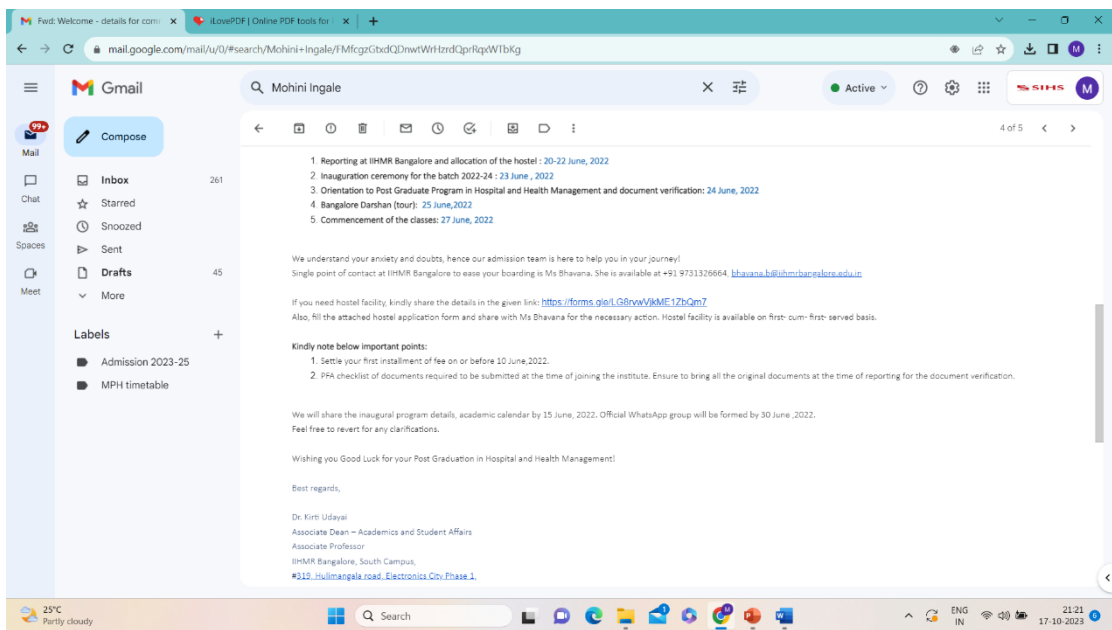 Fwd: Welcome - details for com
iLovePDF | Online PDF tools for
mail.google.com/mail/u/0/#search/Mohini+Ingale/FMfcgzGtxdQDnwtWrHzrdQprRqxWTbKg
M
Gmail
Mohini Ingale
Active
SIHS
M
99+
Mail
Chat
Spaces
Meet
Compose
Inbox 261
Starred
Snoozed
Sent
Drafts 45
More
Labels
Admission 2023-25
MPH timetable
4 of 5
1. Reporting at IIHMR Bangalore and allocation of the hostel : 20-22 June, 2022
2. Inauguration ceremony for the batch 2022-24 : 23 June , 2022
3. Orientation to Post Graduate Program in Hospital and Health Management and document verification: 24 June, 2022
4. Bangalore Darshan (tour): 25 June,2022
5. Commencement of the classes: 27 June, 2022
We understand your anxiety and doubts, hence our admission team is here to help you in your journey!
Single point of contact at IIHMR Bangalore to ease your boarding is Ms Bhavana. She is available at +91 9731326664, bhavana.b@iihmrbangalore.edu.in
If you need hostel facility, kindly share the details in the given link: https://forms.gle/LG8rvwVjkME1ZbQm7
Also, fill the attached hostel application form and share with Ms Bhavana for the necessary action. Hostel facility is available on first- cum- first- served basis.
Kindly note below important points:
1. Settle your first installment of fee on or before 10 June,2022.
2. PFA checklist of documents required to be submitted at the time of joining the institute. Ensure to bring all the original documents at the time of reporting for the document verification.
We will share the inaugural program details, academic calendar by 15 June, 2022. Official WhatsApp group will be formed by 30 June ,2022.
Feel free to revert for any clarifications.
Wishing you Good Luck for your Post Graduation in Hospital and Health Management!
Best regards,
Dr. Kirti Udayai
Associate Dean – Academics and Student Affairs
Associate Professor
IIHMR Bangalore, South Campus,
#319, Hulimangala road, Electronics City Phase 1,
25°C
Partly cloudy
Search
ENG
IN
21:21
17-10-2023
6